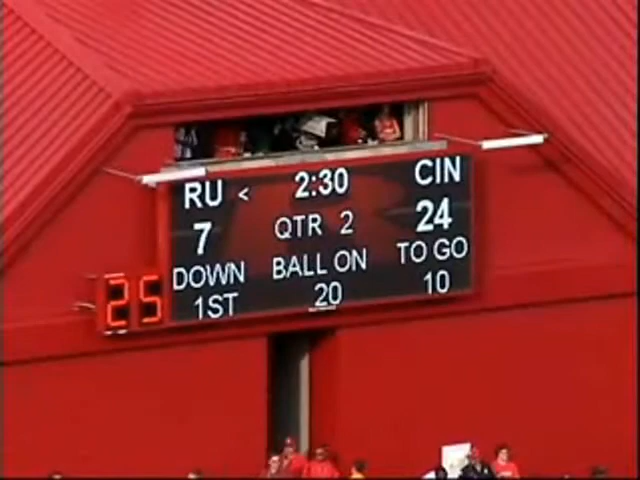 RU < 2:30 CIN
7 QTR 2 24
DOWN BALL ON TO GO
1ST 20 10
25